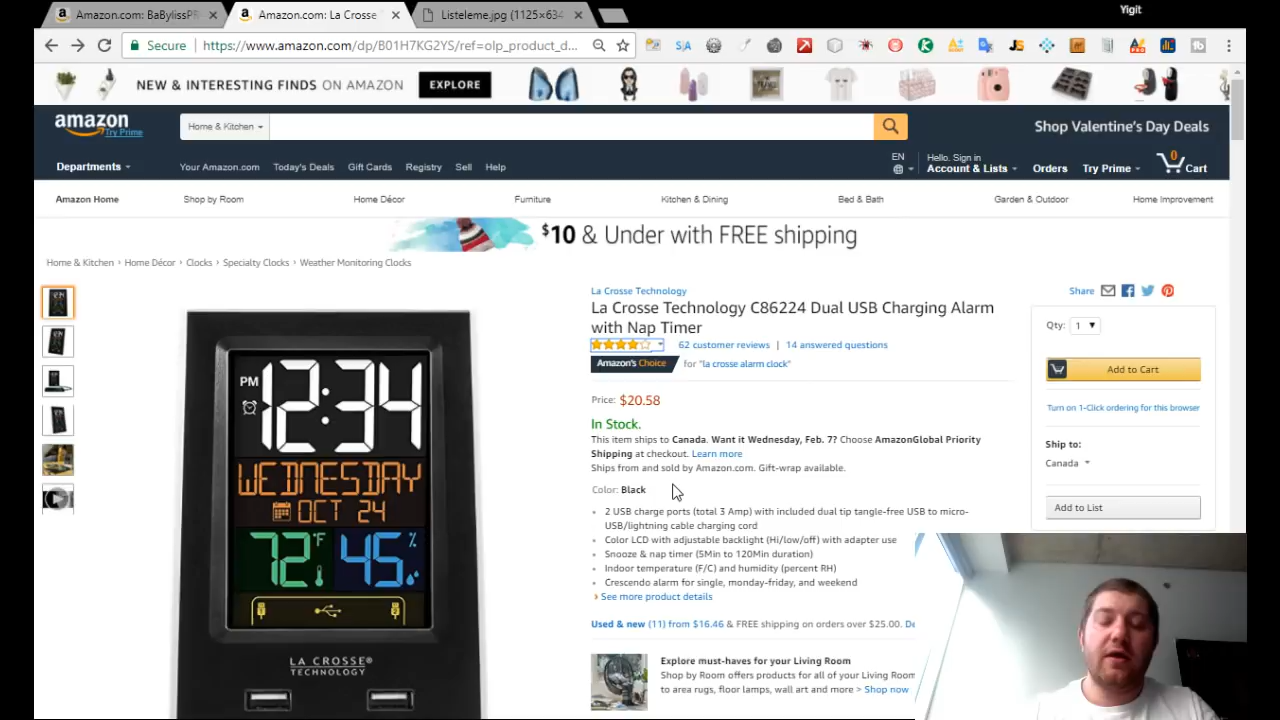 Yigit
Amazon.com: BaBylissPR
Amazon.com: La Crosse
Listeleme.jpg (1125×634
Secure
https://www.amazon.com/dp/B01H7KG2YS/ref=olp_product_d...
NEW & INTERESTING FINDS ON AMAZON
EXPLORE
amazon
Try Prime
Home & Kitchen
Shop Valentine's Day Deals
Departments
Your Amazon.com
Today's Deals
Gift Cards
Registry
Sell
Help
EN
Hello. Sign in
Account & Lists
Orders
Try Prime
0
Cart
Amazon Home
Shop by Room
Home Décor
Furniture
Kitchen & Dining
Bed & Bath
Garden & Outdoor
Home Improvement
$10 & Under with FREE shipping
Home & Kitchen › Home Décor › Clocks › Specialty Clocks › Weather Monitoring Clocks
PM
12:34
WEDNESDAY
OCT 24
72°F
45%
LA CROSSE®
TECHNOLOGY
La Crosse Technology
La Crosse Technology C86224 Dual USB Charging Alarm
with Nap Timer
62 customer reviews | 14 answered questions
Amazon's Choice for "la crosse alarm clock"
Price: $20.58
In Stock.
This item ships to Canada. Want it Wednesday, Feb. 7? Choose AmazonGlobal Priority
Shipping at checkout. Learn more
Ships from and sold by Amazon.com. Gift-wrap available.
Color: Black
• 2 USB charge ports (total 3 Amp) with included dual tip tangle-free USB to micro-
USB/lightning cable charging cord
• Color LCD with adjustable backlight (Hi/low/off) with adapter use
• Snooze & nap timer (5Min to 120Min duration)
• Indoor temperature (F/C) and humidity (percent RH)
• Crescendo alarm for single, monday-friday, and weekend
› See more product details
Used & new (11) from $16.46 & FREE shipping on orders over $25.00. De
Explore must-haves for your Living Room
Shop by Room offers products for all of your Living Room
to area rugs, floor lamps, wall art and more > Shop now
Share
Qty: 1
Add to Cart
Turn on 1-Click ordering for this browser
Ship to:
Canada
Add to List